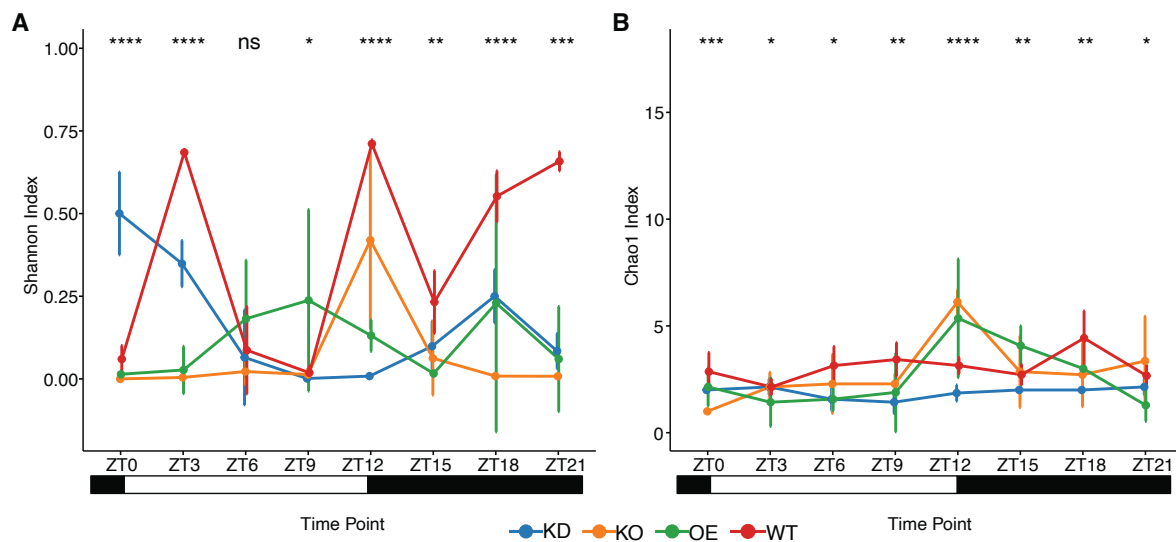 A
**** **** ns * **** ** **** ***
1.00
0.75
0.50
0.25
0.00
Shannon Index
ZT0 ZT3 ZT6 ZT9 ZT12 ZT15 ZT18 ZT21
Time Point
B
*** * * ** **** ** ** *
15
10
5
0
Chao1 Index
ZT0 ZT3 ZT6 ZT9 ZT12 ZT15 ZT18 ZT21
Time Point
KD KO OE WT